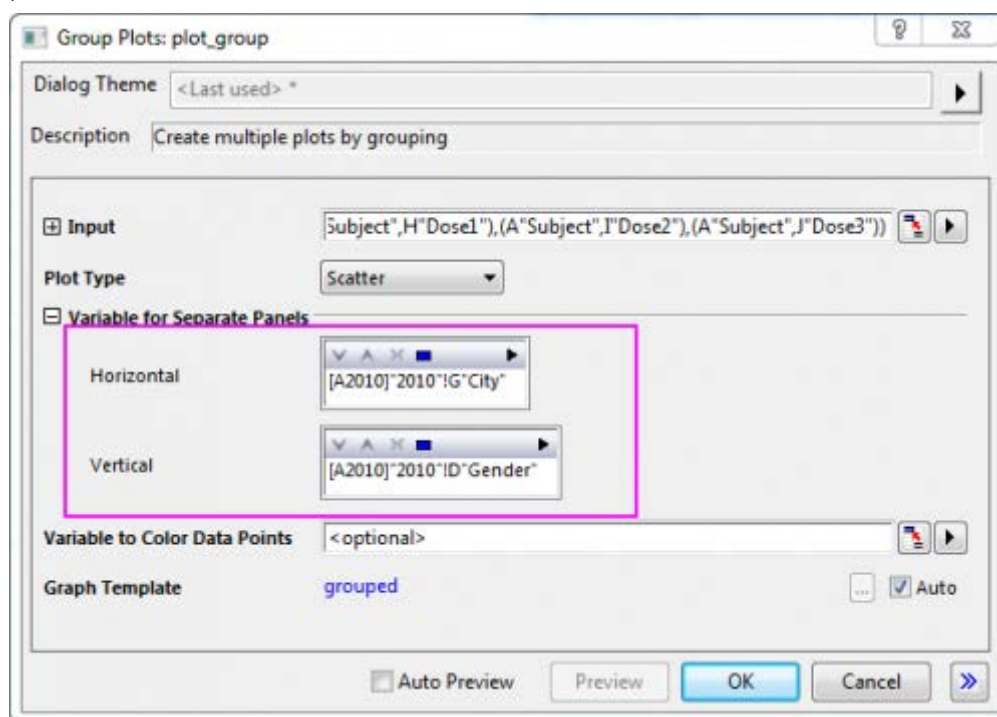 Group Plots: plot_group
Dialog Theme <Last used> *
Description Create multiple plots by grouping
Input Subject",H"Dose1"),(A"Subject",I"Dose2"),(A"Subject",J"Dose3"))
Plot Type Scatter
Variable for Separate Panels
Horizontal [A2010]"2010"!G"City"
Vertical [A2010]"2010"!D"Gender"
Variable to Color Data Points <optional>
Graph Template grouped ... Auto
Auto Preview Preview OK Cancel